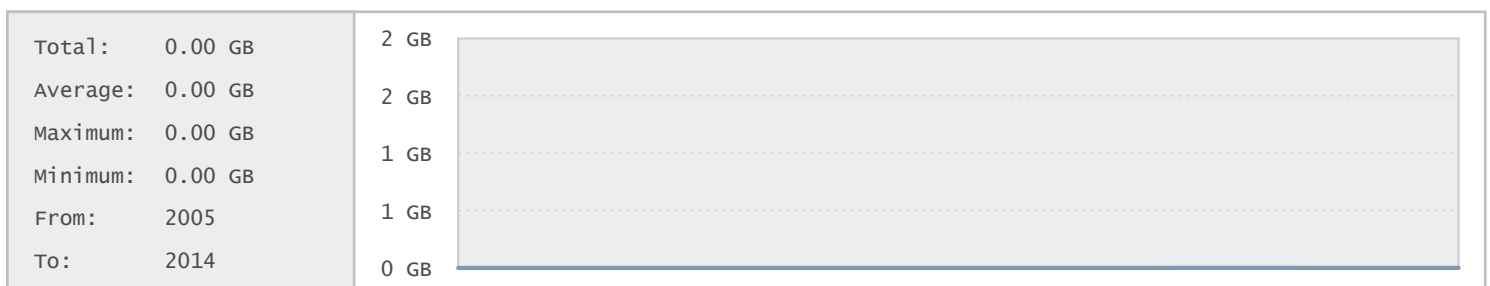 Total: 0.00 GB
Average: 0.00 GB
Maximum: 0.00 GB
Minimum: 0.00 GB
From: 2005
To: 2014
2 GB
2 GB
1 GB
1 GB
0 GB